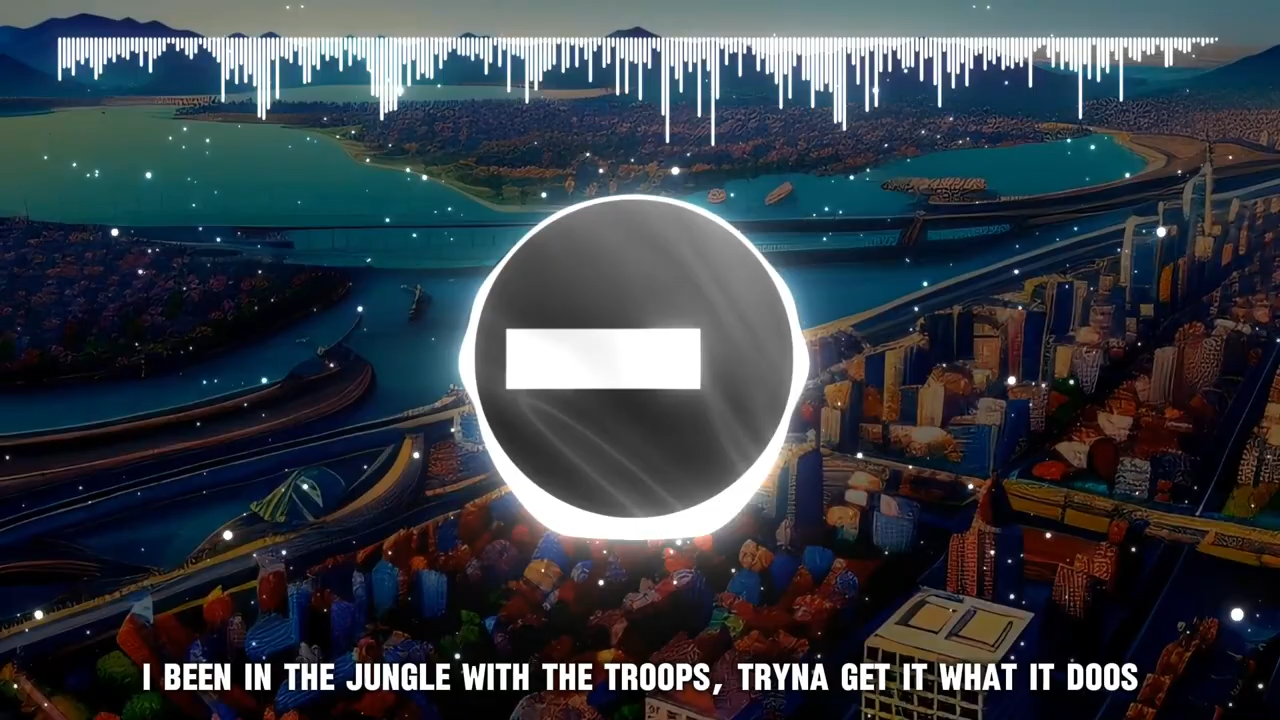 I BEEN IN THE JUNGLE WITH THE TROOPS, TRYNA GET IT WHAT IT DOOS